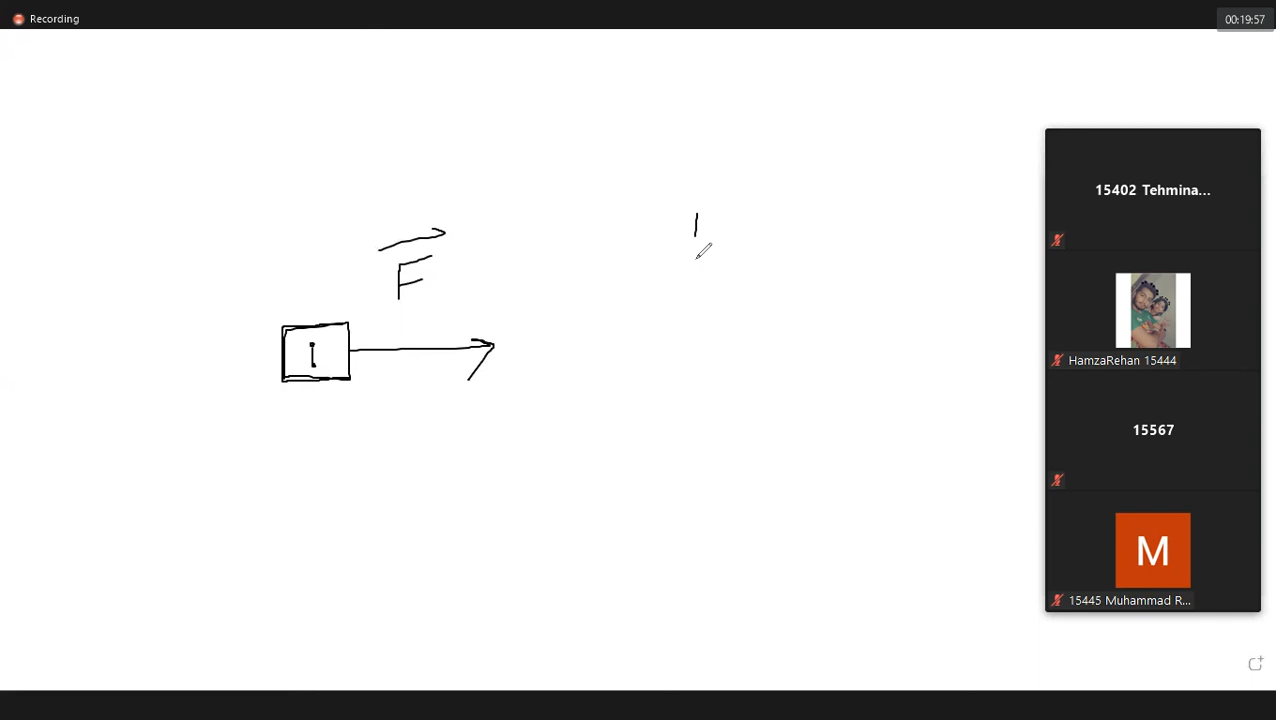 Recording
00:19:57
15402 Tehmina...
F
HamzaRehan 15444
I
15567
M
15445 Muhammad R...